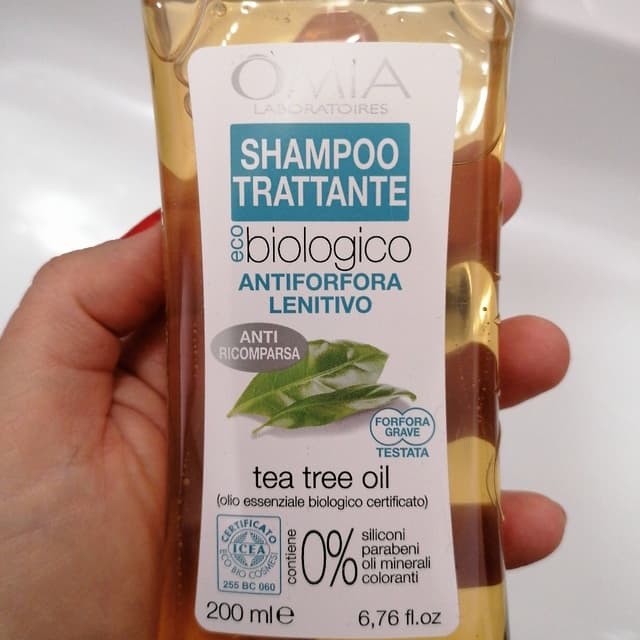 ÔMIA
LABORATOIRES
SHAMPOO
TRATTANTE
eco biologico
ANTIFORFORA
LENITIVO
ANTI
RICOMPARSA
FORFORA
GRAVE
TESTATA
tea tree oil
(olio essenziale biologico certificato)
CERTIFICATO
ICEA
ECO BIO COSMESI
255 BC 060
contiene
0%
siliconi
parabeni
oli minerali
coloranti
200 ml e
6,76 fl.oz